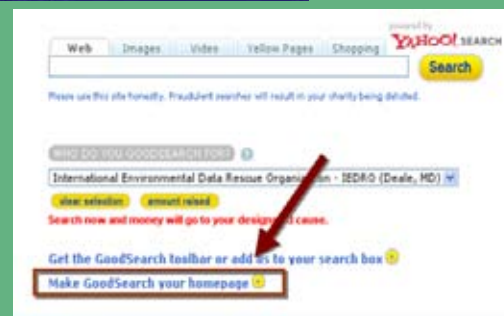 powered by
Web Images Video Yellow Pages Shopping YAHOO! SEARCH
Search
Please use this site honestly. Fraudulent searches will result in your charity being delisted.
WHO DO YOU GOODSEARCH FOR?
International Environmental Data Rescue Organization - IEDRO (Deale, MD)
clear selection amount raised
Search now and money will go to your designated cause.
Get the GoodSearch toolbar or add us to your search box
Make GoodSearch your homepage